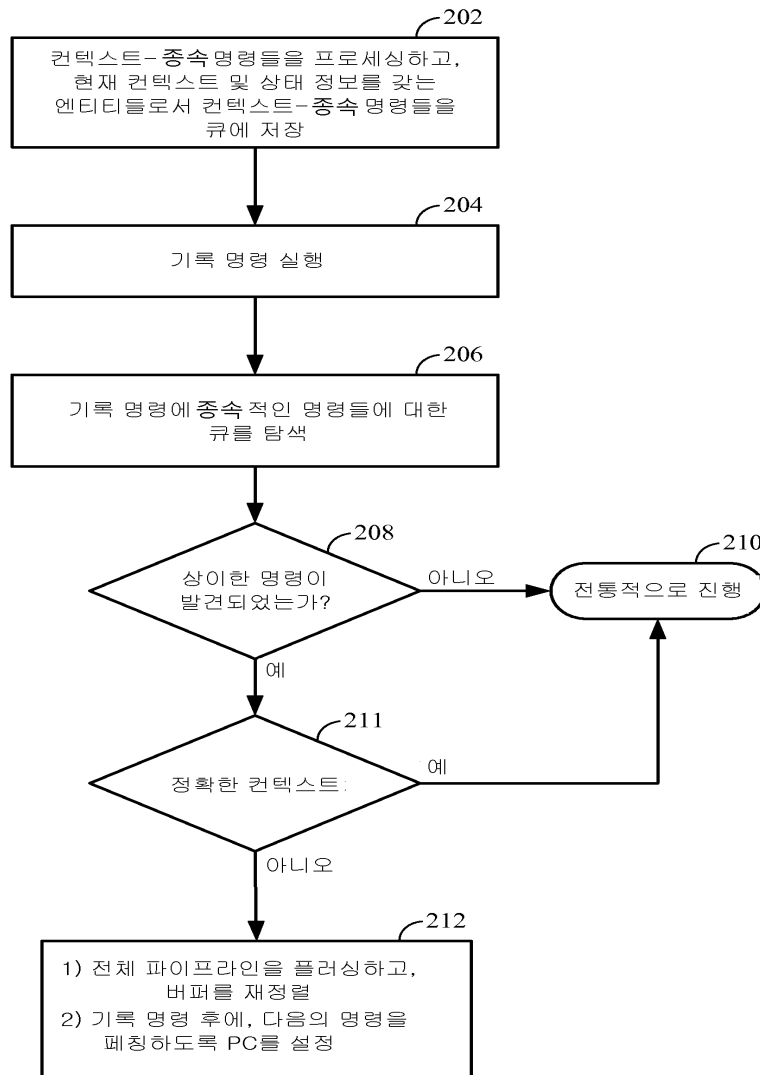 202
컨텍스트-종속 명령들을 프로세싱하고,
현재 컨텍스트 및 상태 정보를 갖는
엔티티들로서 컨텍스트-종속 명령들을
큐에 저장
204
기록 명령 실행
206
기록 명령에 종속적인 명령들에 대한
큐를 탐색
208
상이한 명령이
발견되었는가?
아니오
210
전통적으로 진행
예
211
정확한 컨텍스트
예
아니오
212
1) 전체 파이프라인을 플러싱하고,
버퍼를 재정렬
2) 기록 명령 후에, 다음의 명령을
페칭하도록 PC를 설정